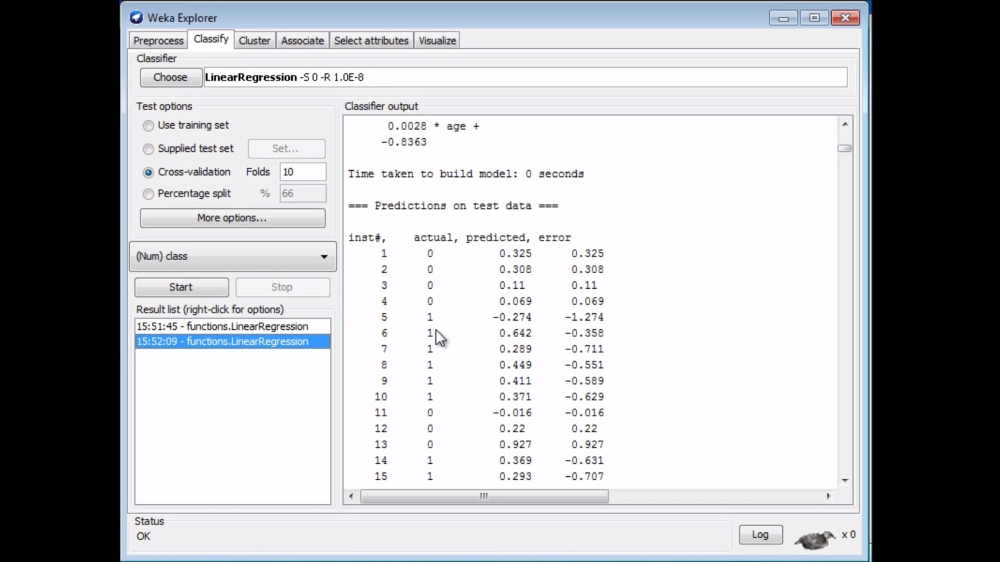 Weka Explorer
Preprocess Classify Cluster Associate Select attributes Visualize
Classifier
Choose LinearRegression -S 0 -R 1.0E-8
Test options
Use training set
Supplied test set Set...
Cross-validation Folds 10
Percentage split % 66
More options...
(Num) class
Start Stop
Result list (right-click for options)
15:51:45 - functions.LinearRegression
15:52:09 - functions.LinearRegression
Classifier output
0.0028 * age +
-0.8363
Time taken to build model: 0 seconds
=== Predictions on test data ===
inst#, actual, predicted, error
1 0 0.325 0.325
2 0 0.308 0.308
3 0 0.11 0.11
4 0 0.069 0.069
5 1 -0.274 -1.274
6 1 0.642 -0.358
7 1 0.289 -0.711
8 1 0.449 -0.551
9 1 0.411 -0.589
10 1 0.371 -0.629
11 0 -0.016 -0.016
12 0 0.22 0.22
13 0 0.927 0.927
14 1 0.369 -0.631
15 1 0.293 -0.707
Status
OK
Log x 0